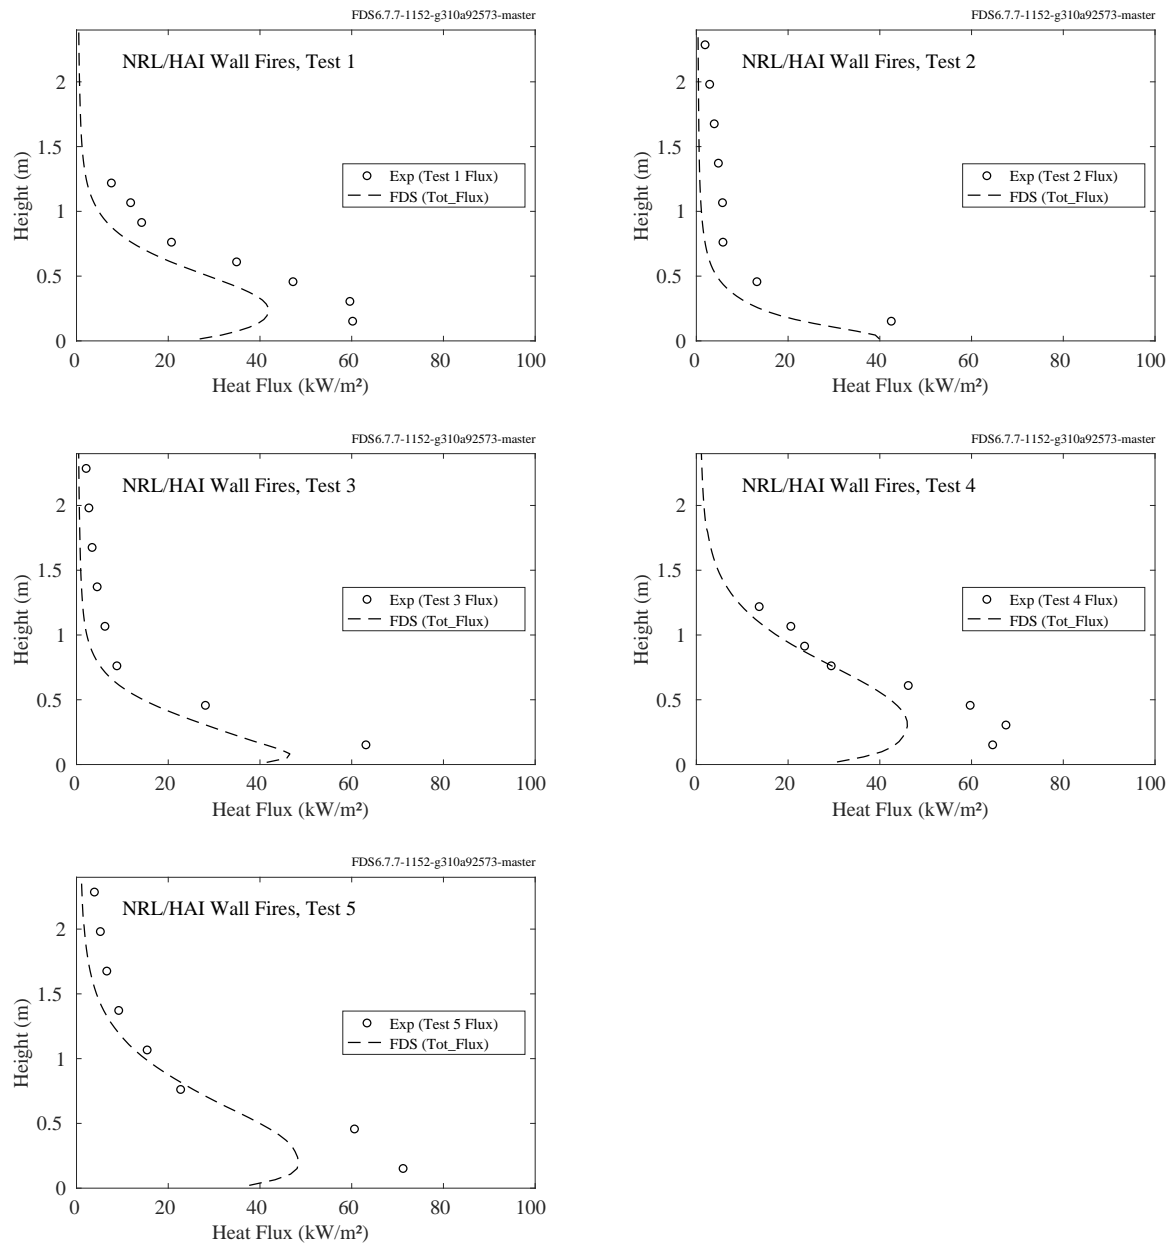 FDS6.7.7-1152-g310a92573-master
NRL/HAI Wall Fires, Test 1
Height (m)
2
1.5
1
0.5
0
Exp (Test 1 Flux)
FDS (Tot_Flux)
0 20 40 60 80 100
Heat Flux (kW/m²)
FDS6.7.7-1152-g310a92573-master
NRL/HAI Wall Fires, Test 2
Height (m)
2
1.5
1
0.5
0
Exp (Test 2 Flux)
FDS (Tot_Flux)
0 20 40 60 80 100
Heat Flux (kW/m²)
FDS6.7.7-1152-g310a92573-master
NRL/HAI Wall Fires, Test 3
Height (m)
2
1.5
1
0.5
0
Exp (Test 3 Flux)
FDS (Tot_Flux)
0 20 40 60 80 100
Heat Flux (kW/m²)
FDS6.7.7-1152-g310a92573-master
NRL/HAI Wall Fires, Test 4
Height (m)
2
1.5
1
0.5
0
Exp (Test 4 Flux)
FDS (Tot_Flux)
0 20 40 60 80 100
Heat Flux (kW/m²)
FDS6.7.7-1152-g310a92573-master
NRL/HAI Wall Fires, Test 5
Height (m)
2
1.5
1
0.5
0
Exp (Test 5 Flux)
FDS (Tot_Flux)
0 20 40 60 80 100
Heat Flux (kW/m²)